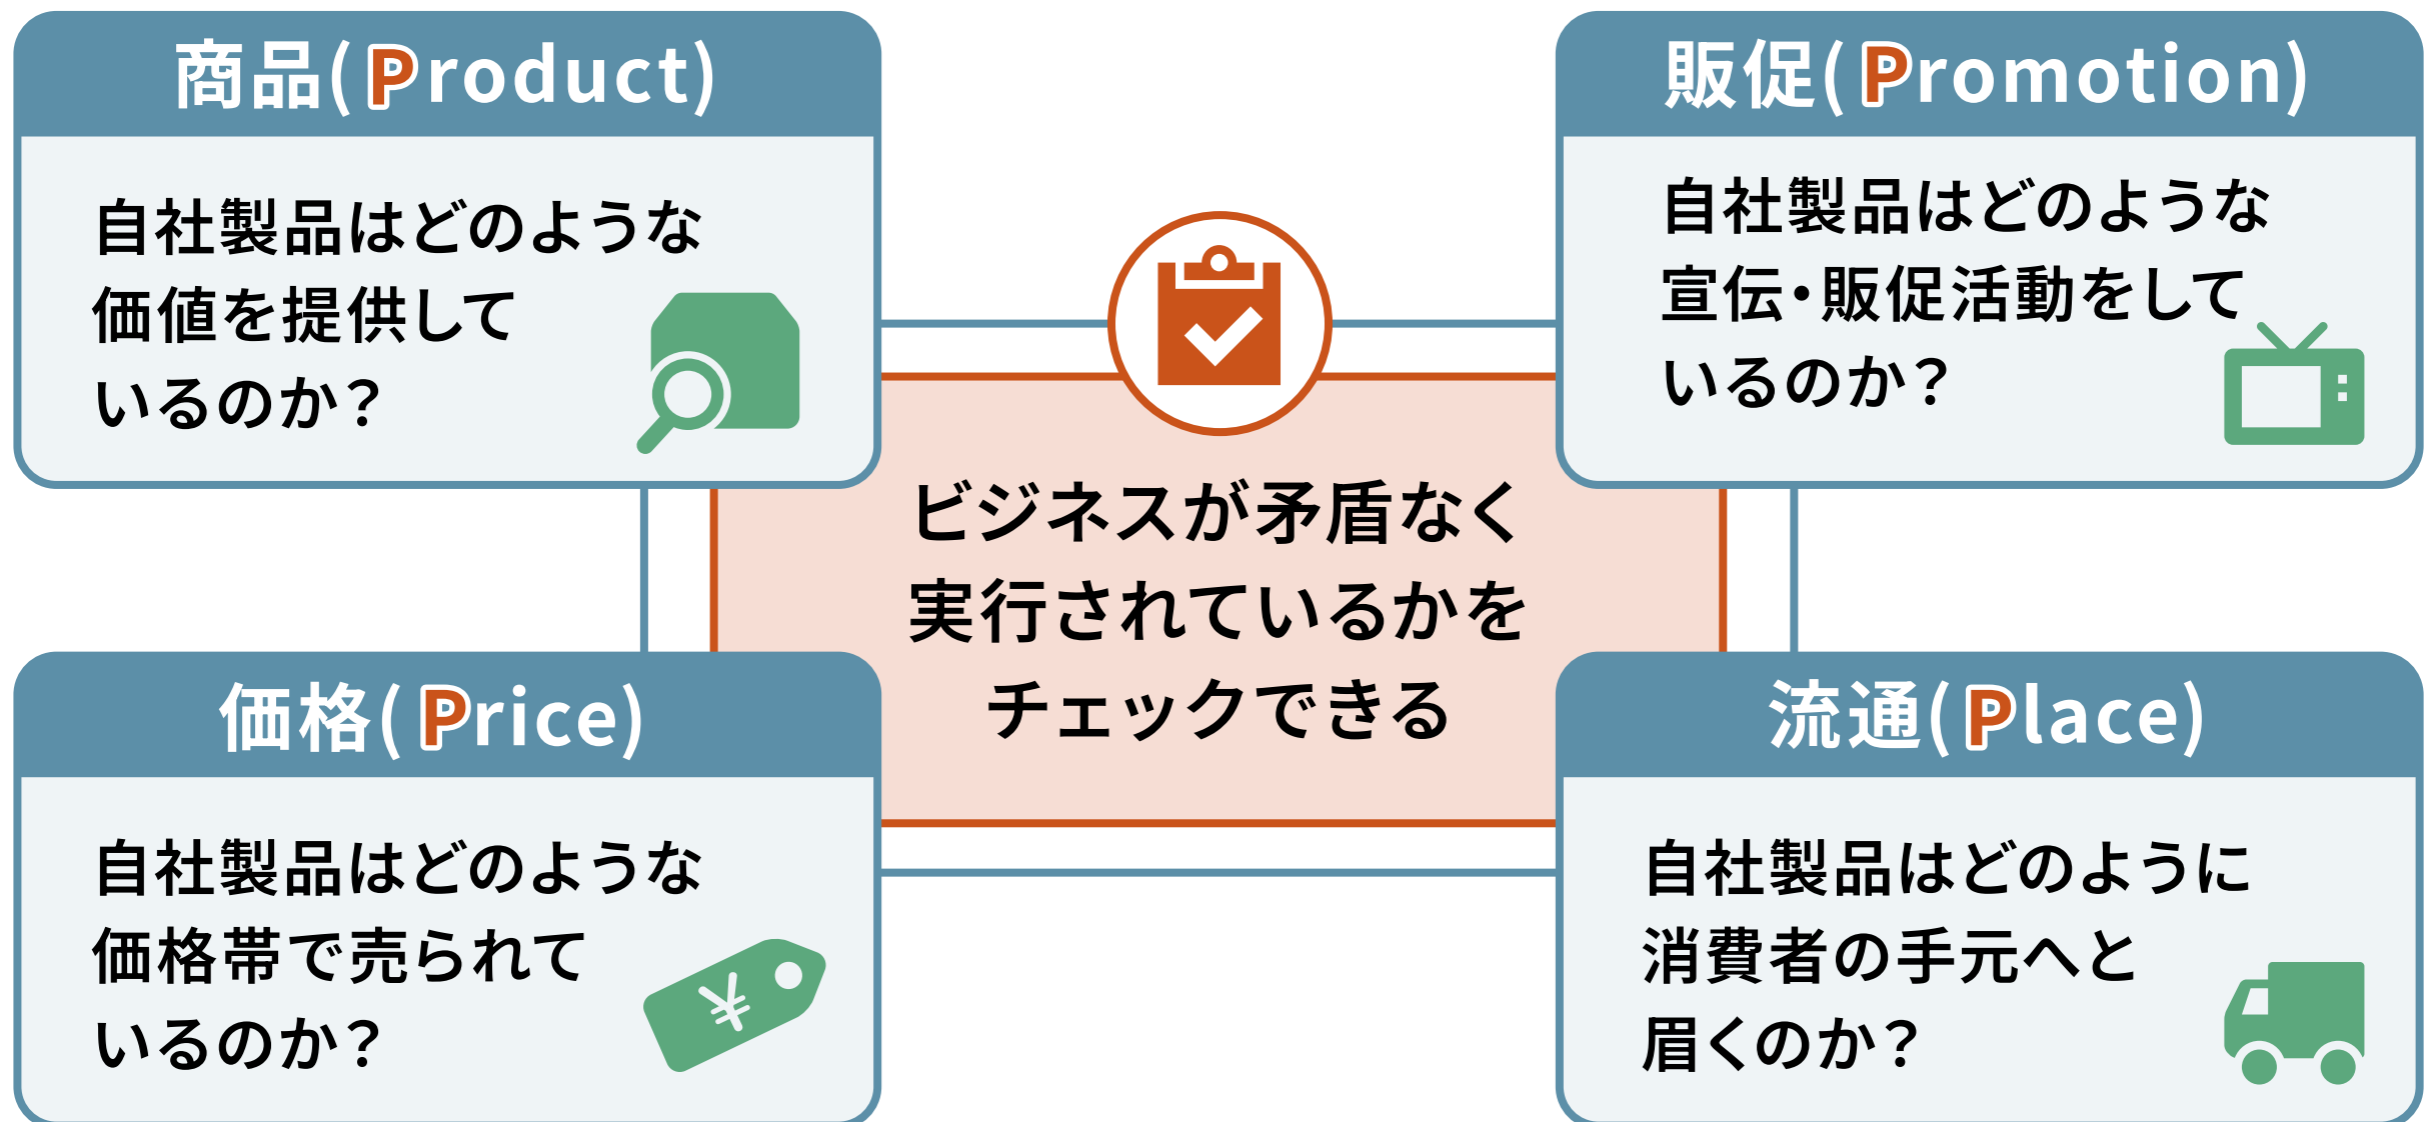 商品(Product)
自社製品はどのような
価値を提供して
いるのか？
販促(Promotion)
自社製品はどのような
宣伝・販促活動をして
いるのか？
ビジネスが矛盾なく
実行されているかを
チェックできる
価格(Price)
自社製品はどのような
価格帯で売られて
いるのか？
¥
流通(Place)
自社製品はどのように
消費者の手元へと
眉くのか？